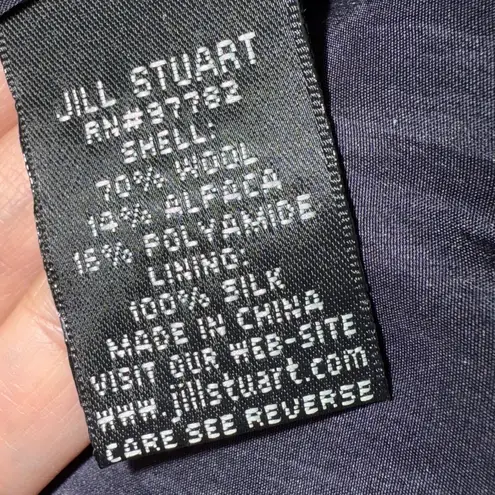 JILL STUART
RN#97782
SHELL:
70% WOOL
14% ALPACA
16% POLYAMIDE
LINING:
100% SILK
MADE IN CHINA
VISIT OUR WEB-SITE
www.jillstuart.com
CARE SEE REVERSE